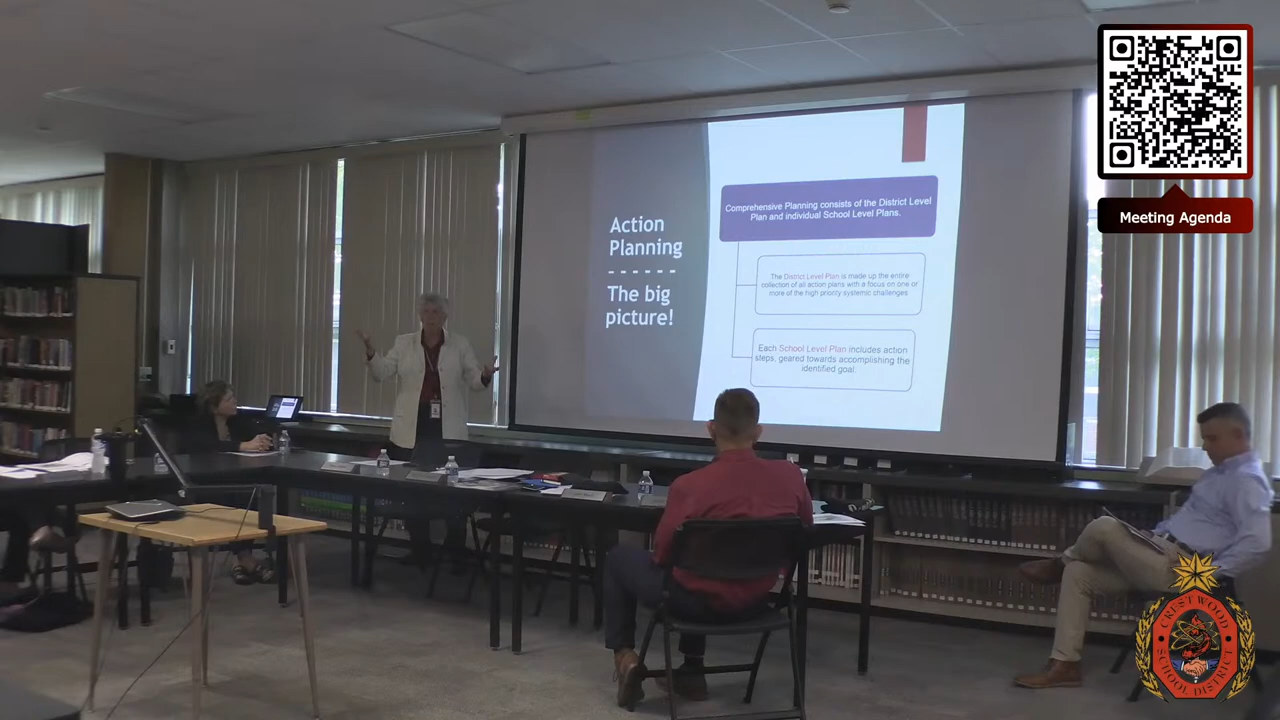 Meeting Agenda
Action
Planning
The big
picture!
Comprehensive Planning consists of the District Level
Plan and individual School Level Plans.
The District Level Plan is made up the entire
collection of all action plans with a focus on one or
more of the high priority systemic challenges
Each School Level Plan includes action
steps, geared towards accomplishing the
identified goal.
CRESTWOOD
SCHOOL DISTRICT